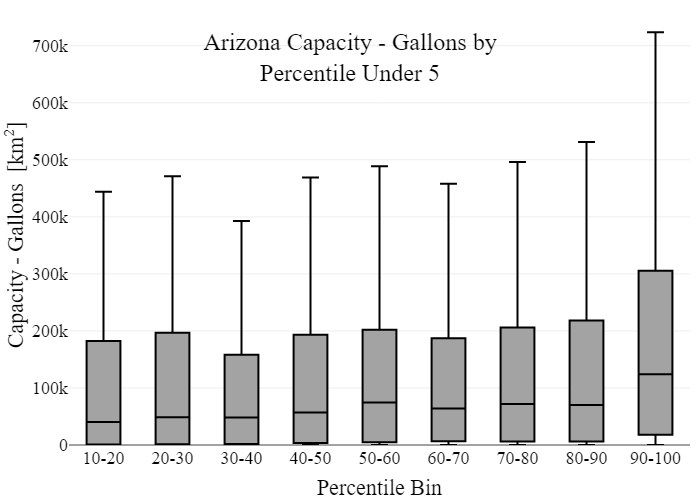 Arizona Capacity - Gallons by
Percentile Under 5
Capacity - Gallons [km²]
700k
600k
500k
400k
300k
200k
100k
0
10-20 20-30 30-40 40-50 50-60 60-70 70-80 80-90 90-100
Percentile Bin